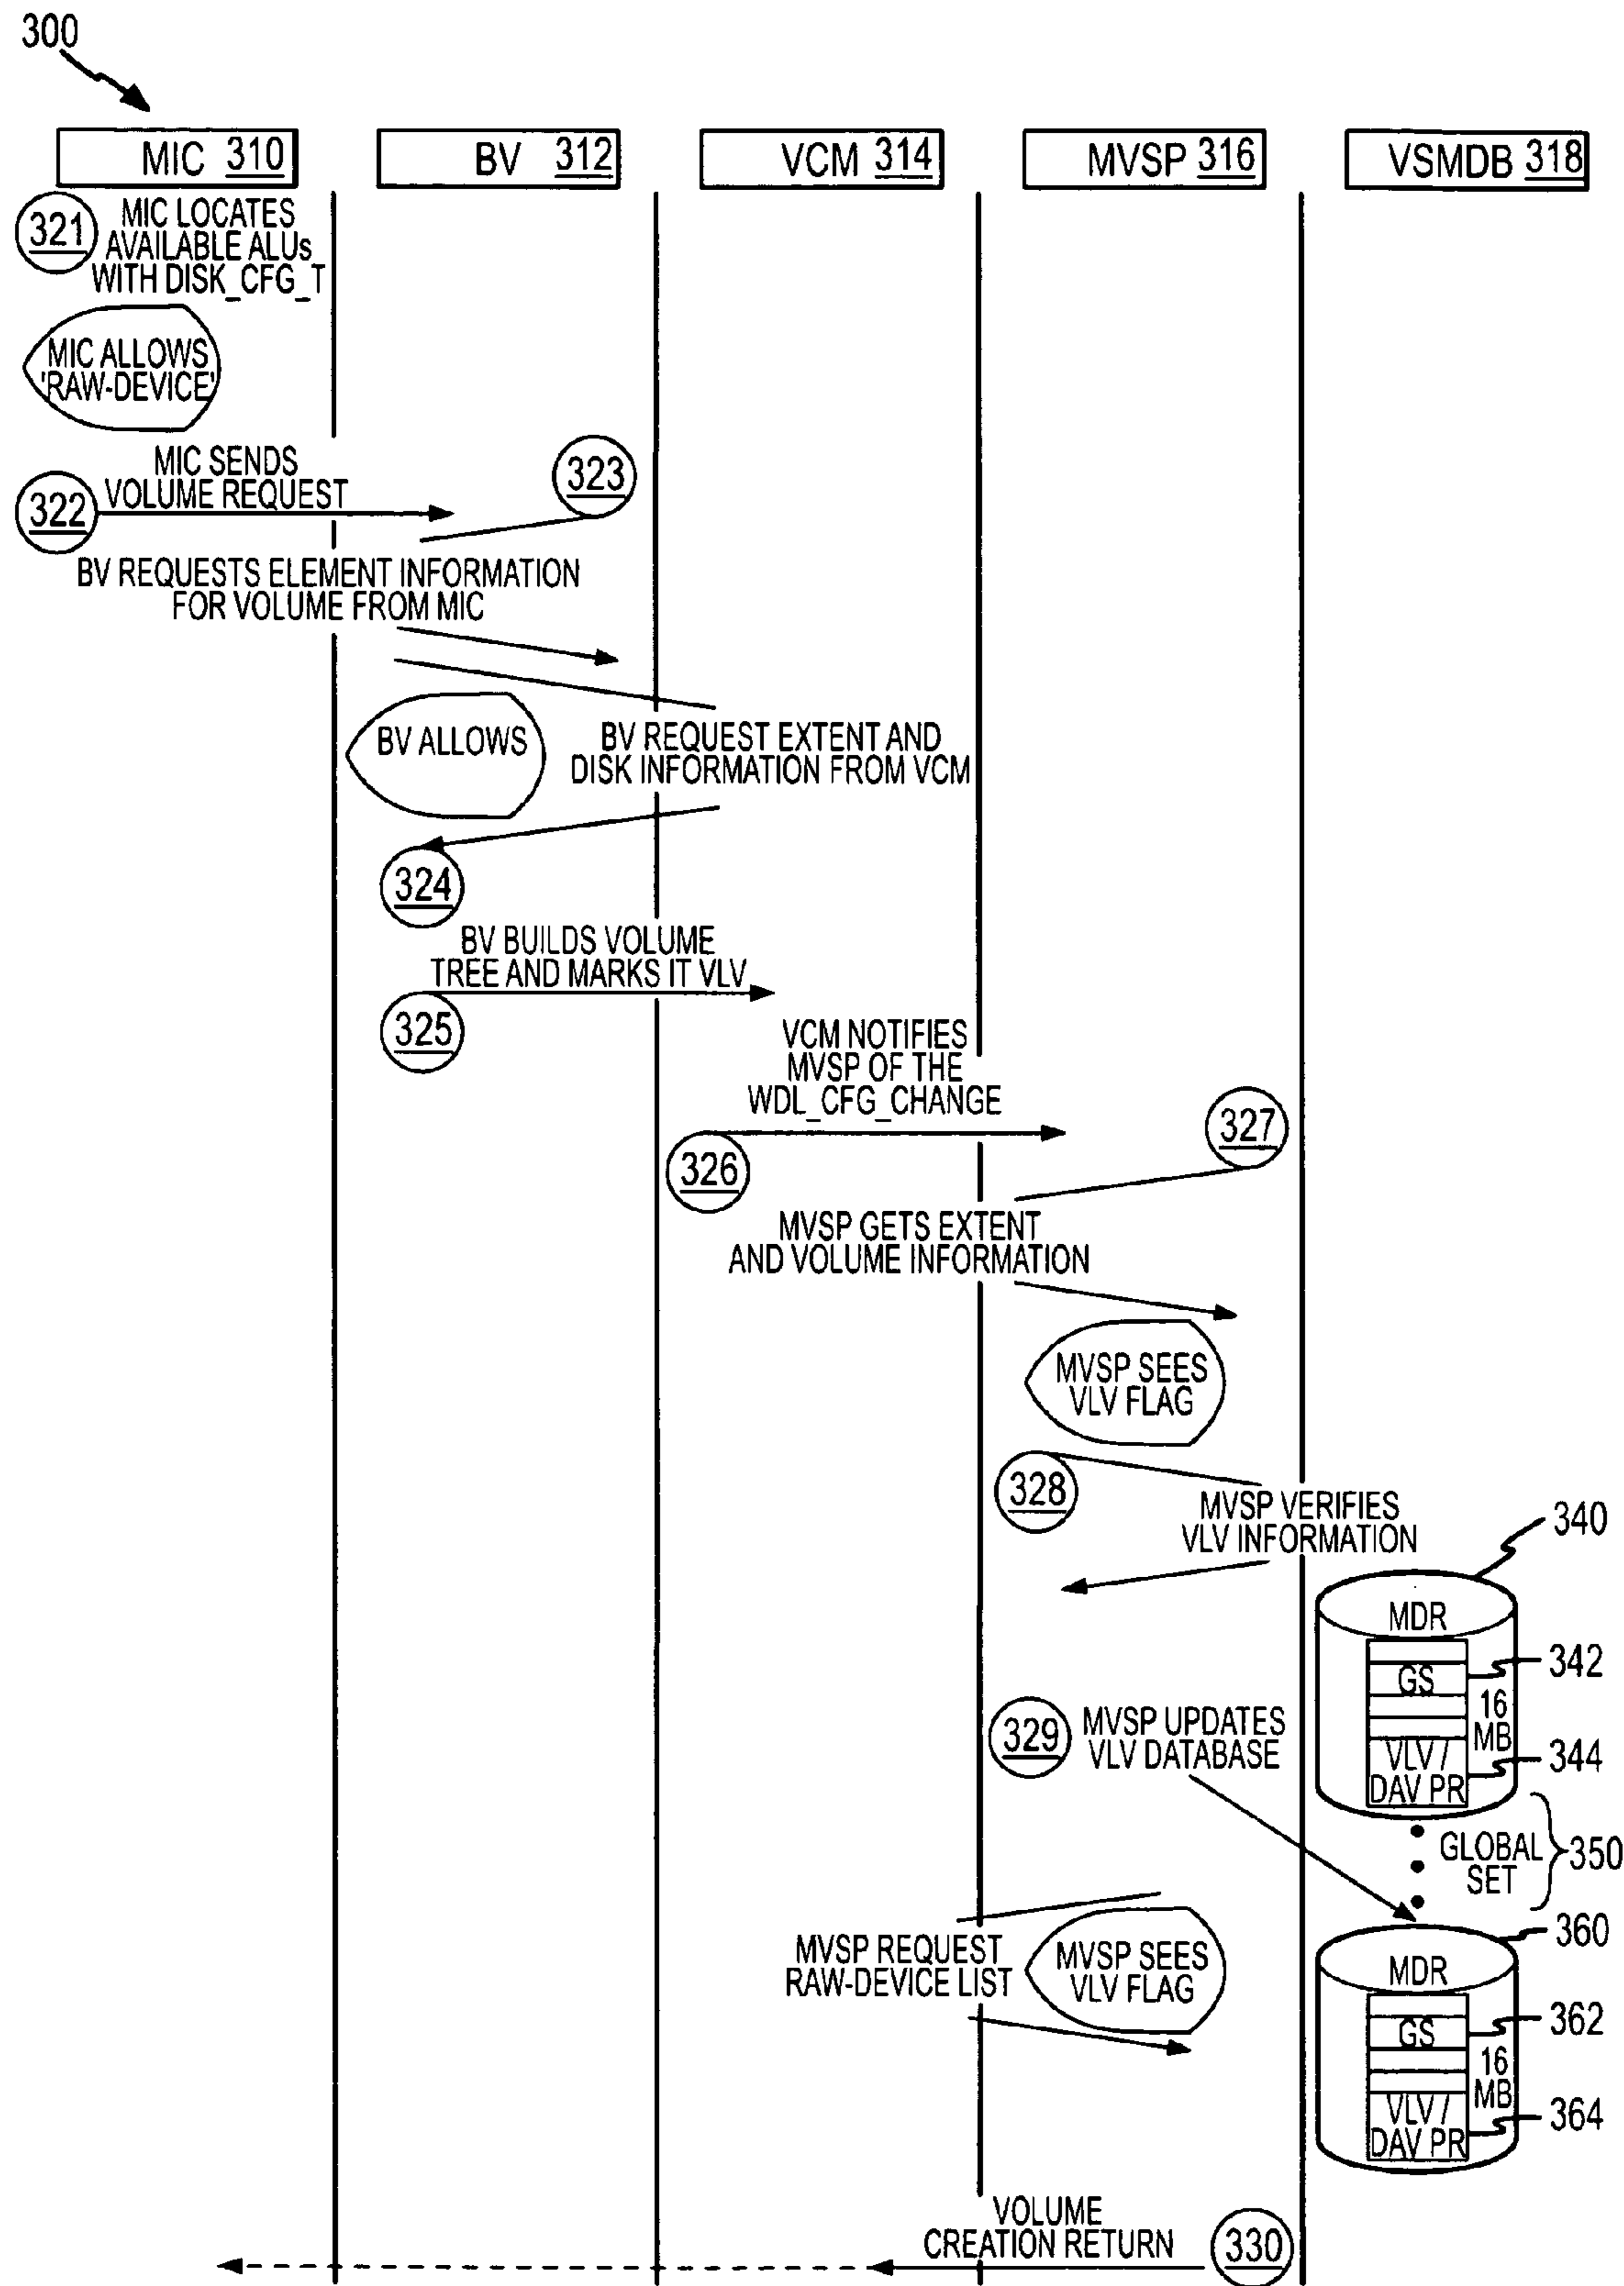 300
MIC 310
BV 312
VCM 314
MVSP 316
VSMDB 318
321
MIC LOCATES
AVAILABLE ALUs
WITH DISK_CFG_T
MIC ALLOWS
'RAW-DEVICE'
MIC SENDS
VOLUME REQUEST
322
323
BV REQUESTS ELEMENT INFORMATION
FOR VOLUME FROM MIC
BV ALLOWS
BV REQUEST EXTENT AND
DISK INFORMATION FROM VCM
324
BV BUILDS VOLUME
TREE AND MARKS IT VLV
325
VCM NOTIFIES
MVSP OF THE
WDL_CFG_CHANGE
326
327
MVSP GETS EXTENT
AND VOLUME INFORMATION
MVSP SEES
VLV FLAG
328
MVSP VERIFIES
VLV INFORMATION
340
MDR
GS
342
16
MB
VLV /
DAV PR
344
329
MVSP UPDATES
VLV DATABASE
GLOBAL
SET
350
MVSP REQUEST
RAW-DEVICE LIST
MVSP SEES
VLV FLAG
360
MDR
GS
362
16
MB
VLV /
DAV PR
364
VOLUME
CREATION RETURN
330